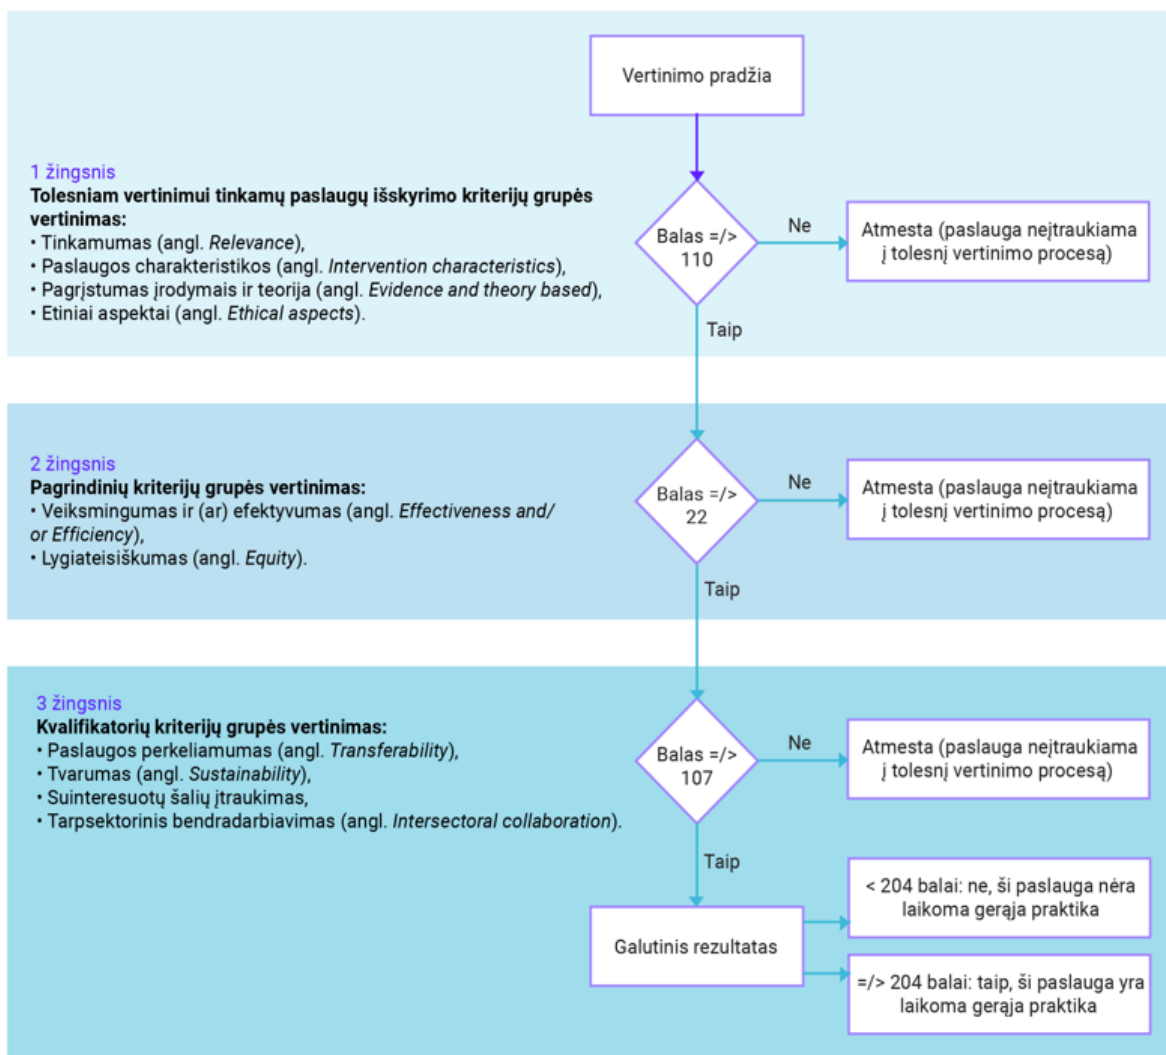 Vertinimo pradžia
1 žingsnis
Tolesniam vertinimui tinkamų paslaugų išskyrimo kriterijų grupės
vertinimas:
• Tinkamumas (angl. Relevance),
• Paslaugos charakteristikos (angl. Intervention characteristics),
• Pagrįstumas įrodymais ir teorija (angl. Evidence and theory based),
• Etiniai aspektai (angl. Ethical aspects).
Balas =/>
110
Ne
Atmesta (paslauga neįtraukiama
į tolesnį vertinimo procesą)
Taip
2 žingsnis
Pagrindinių kriterijų grupės vertinimas:
• Veiksmingumas ir (ar) efektyvumas (angl. Effectiveness and/
or Efficiency),
• Lygiateisiškumas (angl. Equity).
Balas =/>
22
Ne
Atmesta (paslauga neįtraukiama
į tolesnį vertinimo procesą)
Taip
3 žingsnis
Kvalifikatorių kriterijų grupės vertinimas:
• Paslaugos perkeliamumas (angl. Transferability),
• Tvarumas (angl. Sustainability),
• Suinteresuotų šalių įtraukimas,
• Tarpsektorinis bendradarbiavimas (angl. Intersectoral collaboration).
Balas =/>
107
Ne
Atmesta (paslauga neįtraukiama
į tolesnį vertinimo procesą)
Taip
Galutinis rezultatas
< 204 balai: ne, ši paslauga nėra
laikoma gerąja praktika
=/> 204 balai: taip, ši paslauga yra
laikoma gerąja praktika